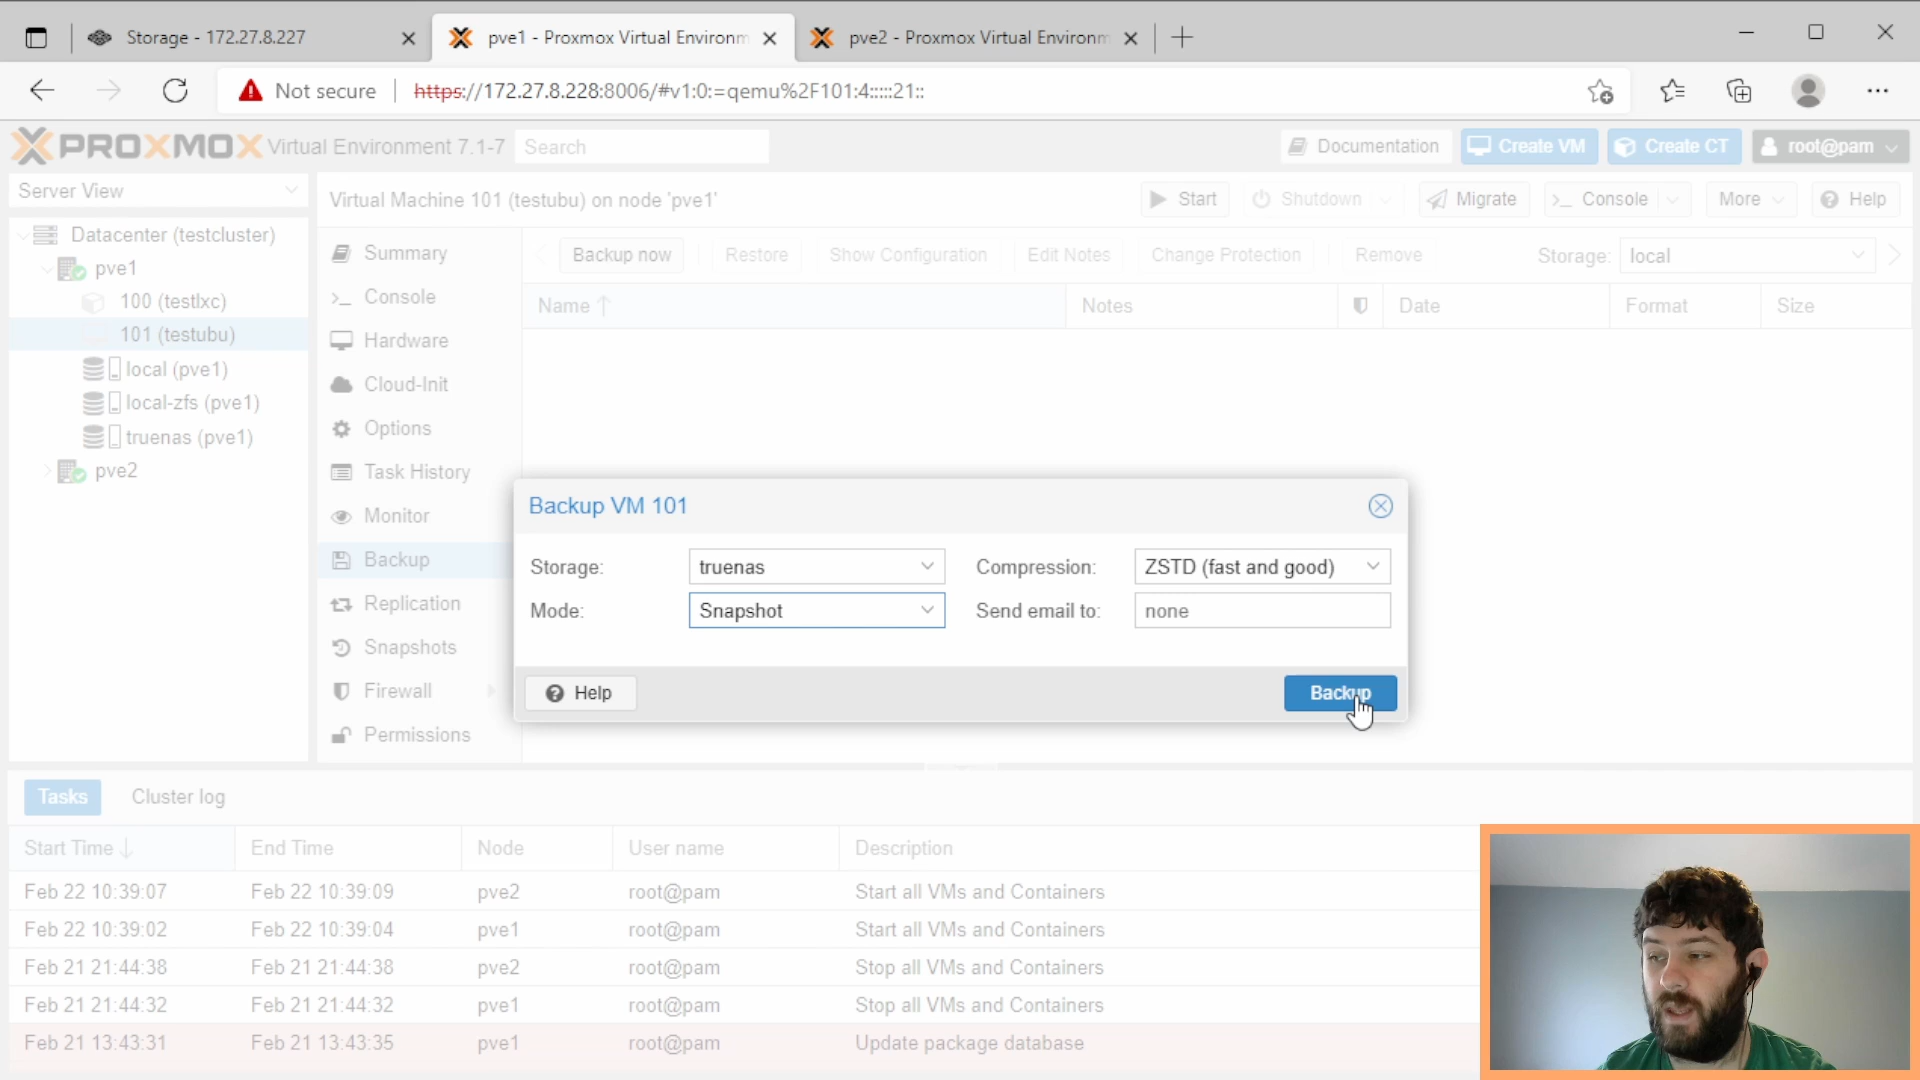 Storage - 172.27.8.227
pve1 - Proxmox Virtual Environm
pve2 - Proxmox Virtual Environm
Not secure
https://172.27.8.228:8006/#v1:0:=qemu%2F101:4:::::21::
PROXMOX Virtual Environment 7.1-7
Search
Documentation
Create VM
Create CT
root@pam
Server View
Virtual Machine 101 (testubu) on node 'pve1'
Start
Shutdown
Migrate
Console
More
Help
Datacenter (testcluster)
pve1
100 (testlxc)
101 (testubu)
local (pve1)
local-zfs (pve1)
truenas (pve1)
pve2
Summary
Console
Hardware
Cloud-Init
Options
Task History
Monitor
Backup
Replication
Snapshots
Firewall
Permissions
Backup now
Restore
Show Configuration
Edit Notes
Change Protection
Remove
Storage: local
Name
Notes
Date
Format
Size
Backup VM 101
Storage: truenas
Compression: ZSTD (fast and good)
Mode: Snapshot
Send email to: none
Help
Backup
Tasks
Cluster log
Start Time End Time Node User name Description
Feb 22 10:39:07 Feb 22 10:39:09 pve2 root@pam Start all VMs and Containers
Feb 22 10:39:02 Feb 22 10:39:04 pve1 root@pam Start all VMs and Containers
Feb 21 21:44:38 Feb 21 21:44:38 pve2 root@pam Stop all VMs and Containers
Feb 21 21:44:32 Feb 21 21:44:32 pve1 root@pam Stop all VMs and Containers
Feb 21 13:43:31 Feb 21 13:43:35 pve1 root@pam Update package database